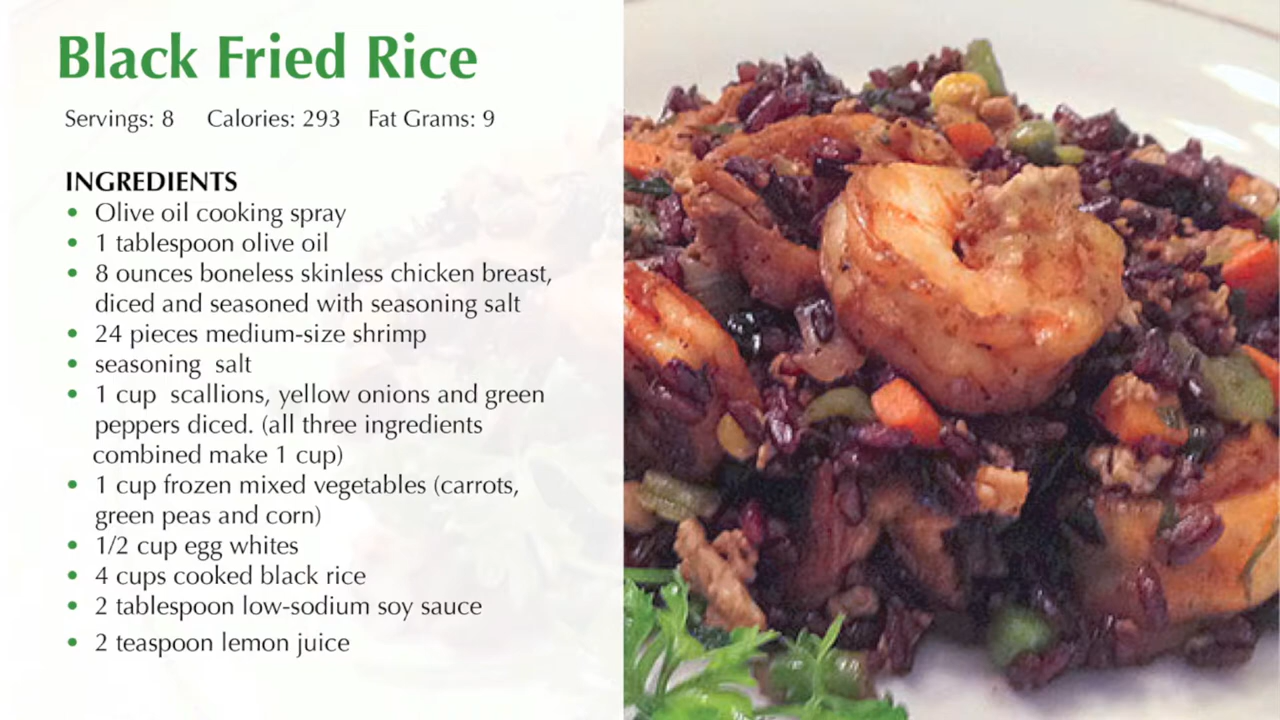 Black Fried Rice
Servings: 8 Calories: 293 Fat Grams: 9
INGREDIENTS
• Olive oil cooking spray
• 1 tablespoon olive oil
• 8 ounces boneless skinless chicken breast,
diced and seasoned with seasoning salt
• 24 pieces medium-size shrimp
• seasoning salt
• 1 cup scallions, yellow onions and green
peppers diced. (all three ingredients
combined make 1 cup)
• 1 cup frozen mixed vegetables (carrots,
green peas and corn)
• 1/2 cup egg whites
• 4 cups cooked black rice
• 2 tablespoon low-sodium soy sauce
• 2 teaspoon lemon juice